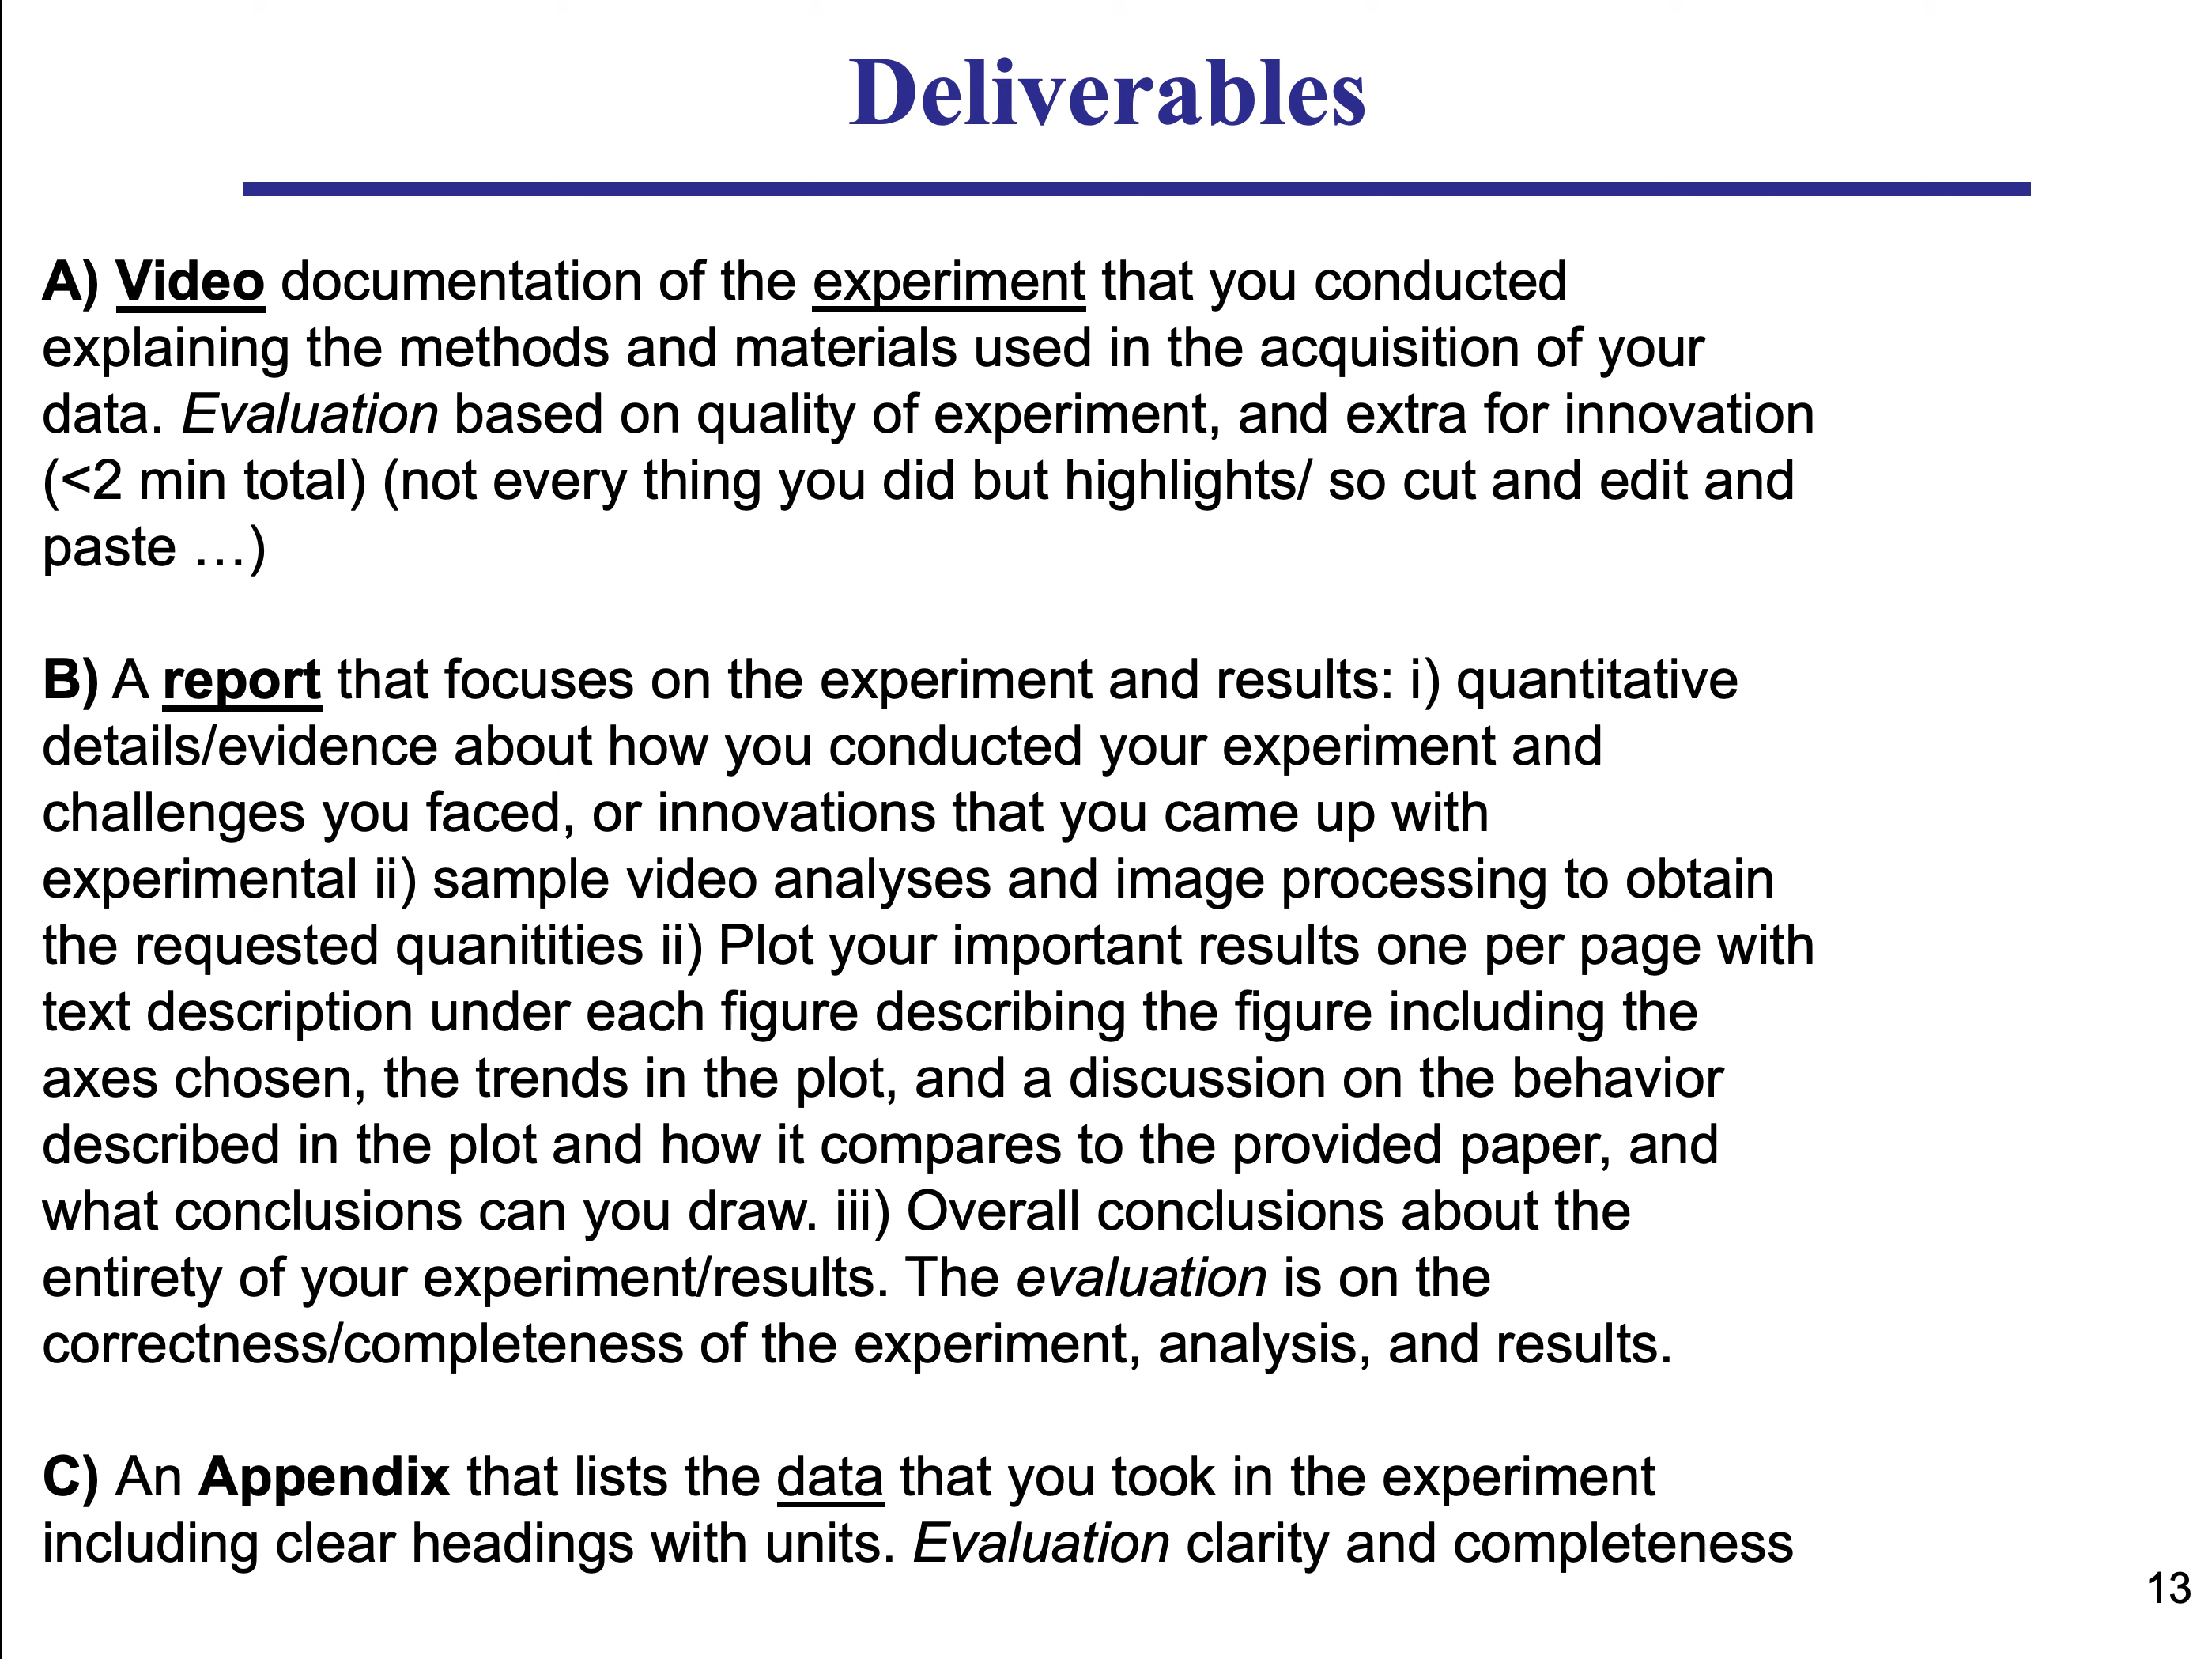 Deliverables
A) Video documentation of the experiment that you conducted
explaining the methods and materials used in the acquisition of your
data. Evaluation based on quality of experiment, and extra for innovation
(<2 min total) (not every thing you did but highlights/ so cut and edit and
paste …)
B) A report that focuses on the experiment and results: i) quantitative
details/evidence about how you conducted your experiment and
challenges you faced, or innovations that you came up with
experimental ii) sample video analyses and image processing to obtain
the requested quanitities ii) Plot your important results one per page with
text description under each figure describing the figure including the
axes chosen, the trends in the plot, and a discussion on the behavior
described in the plot and how it compares to the provided paper, and
what conclusions can you draw. iii) Overall conclusions about the
entirety of your experiment/results. The evaluation is on the
correctness/completeness of the experiment, analysis, and results.
C) An Appendix that lists the data that you took in the experiment
including clear headings with units. Evaluation clarity and completeness
13